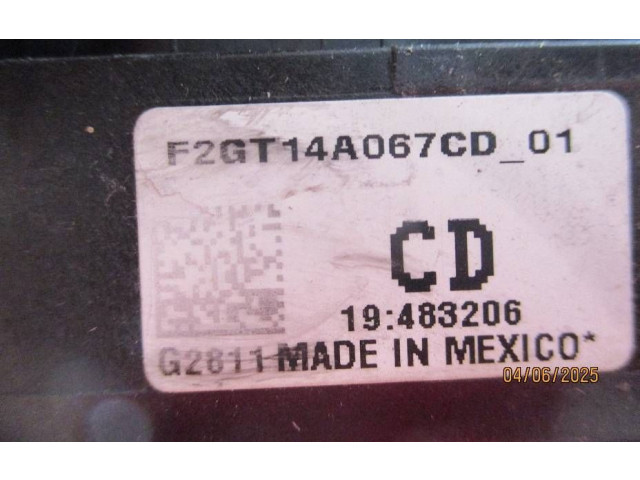 F2GT14A067CD_01
CD
19:483206
G2811 MADE IN MEXICO*
04/06/2025